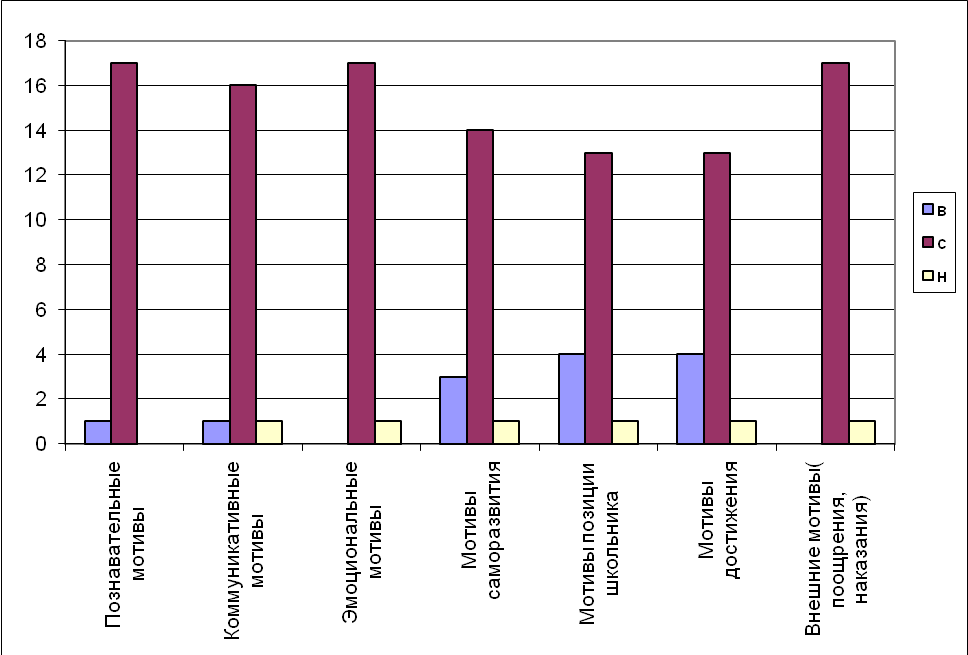 18
16
14
12
10
8
6
4
2
0
Познавательные
мотивы
Коммуникативные
мотивы
Эмоциональные
мотивы
Мотивы
саморазвития
Мотивы позиции
школьника
Мотивы
достижения
Внешние мотивы(
поощрения,
наказания)
В
С
Н